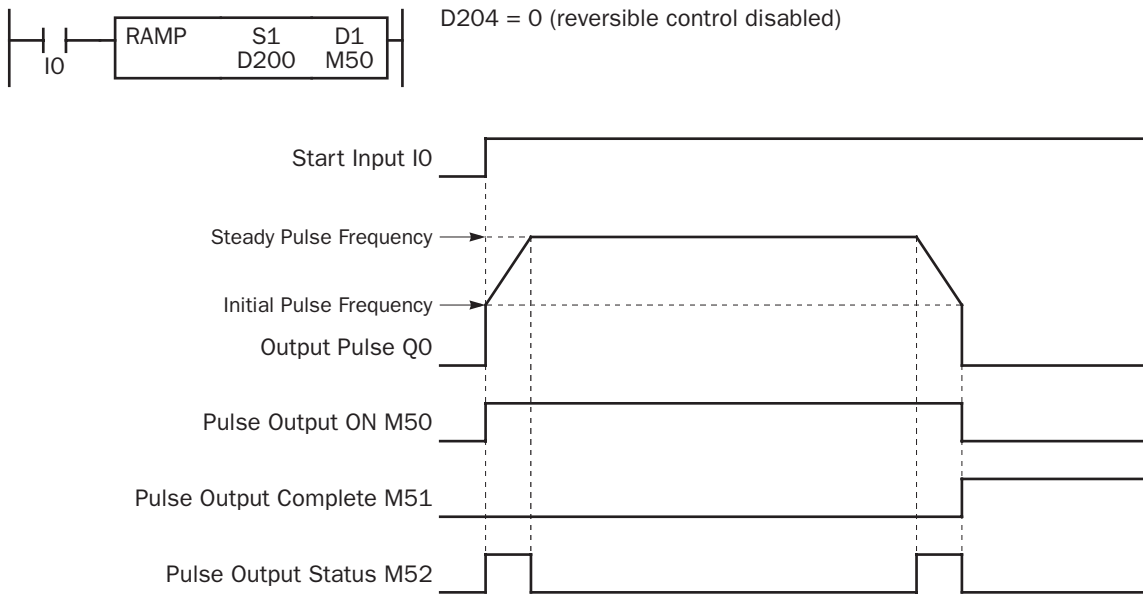 D204 = 0 (reversible control disabled)
RAMP S1 D1
D200 M50
I0
Start Input I0
Steady Pulse Frequency
Initial Pulse Frequency
Output Pulse Q0
Pulse Output ON M50
Pulse Output Complete M51
Pulse Output Status M52